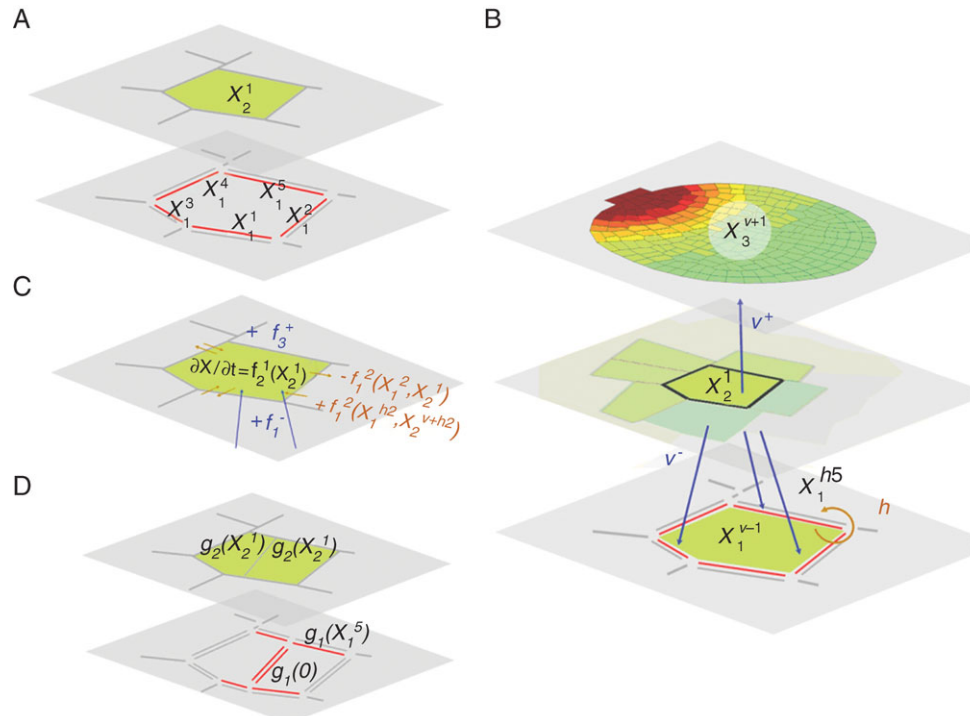 A
X₂¹
X₁⁴
X₁⁵
X₁³
X₁¹
X₁²
B
X₃ᵛ⁺¹
v⁺
X₂¹
v⁻
X₁ʰ⁵
h
X₁ᵛ⁻¹
C
+ f₃⁺
∂X/∂t=f₂¹(X₂¹)
-f₁²(X₁²,X₂¹)
+f₁²(X₁ʰ²,X₂ᵛ⁺ʰ²)
+f₁⁻
D
g₂(X₂¹) g₂(X₂¹)
g₁(X₁⁵)
g₁(0)